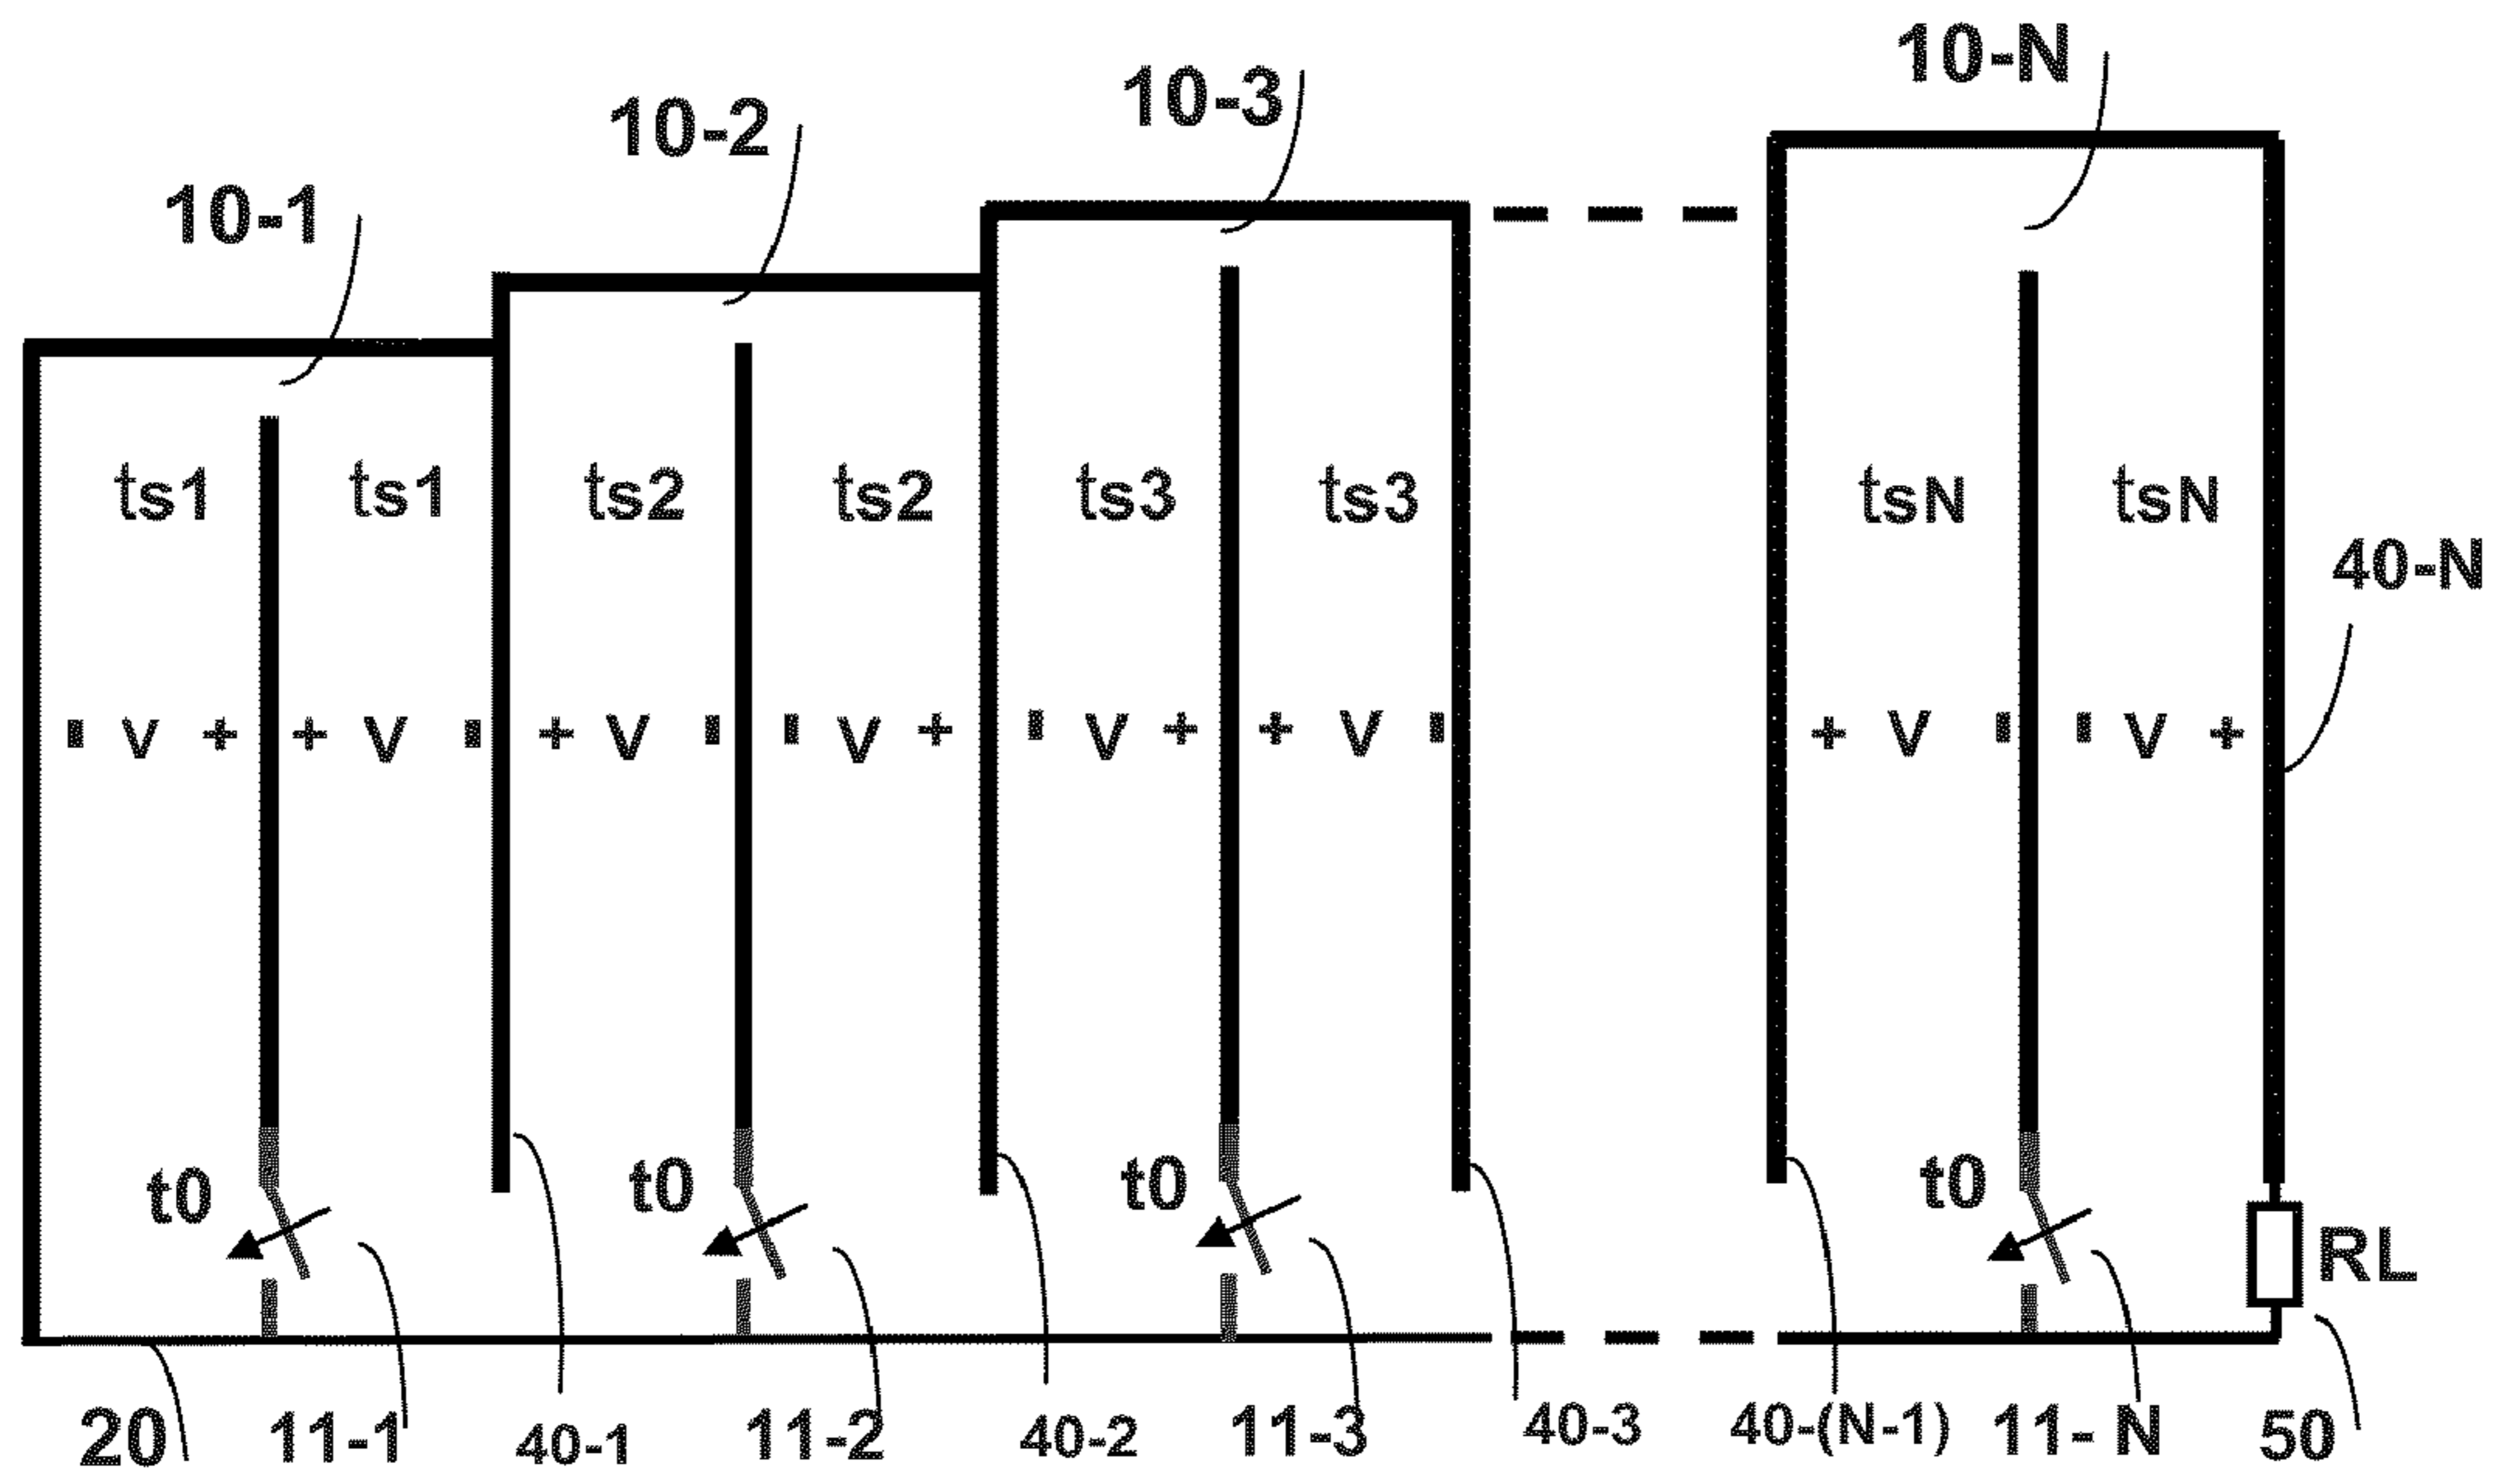 10-N
10-3
10-2
10-1
ts1 ts1 ts2 ts2 ts3 ts3 tsN tsN
40-N
- V + + V - + V - - V + - V + + V - + V - - V +
t0 t0 t0 t0
RL
20 11-1 40-1 11-2 40-2 11-3 40-3 40-(N-1) 11- N 50